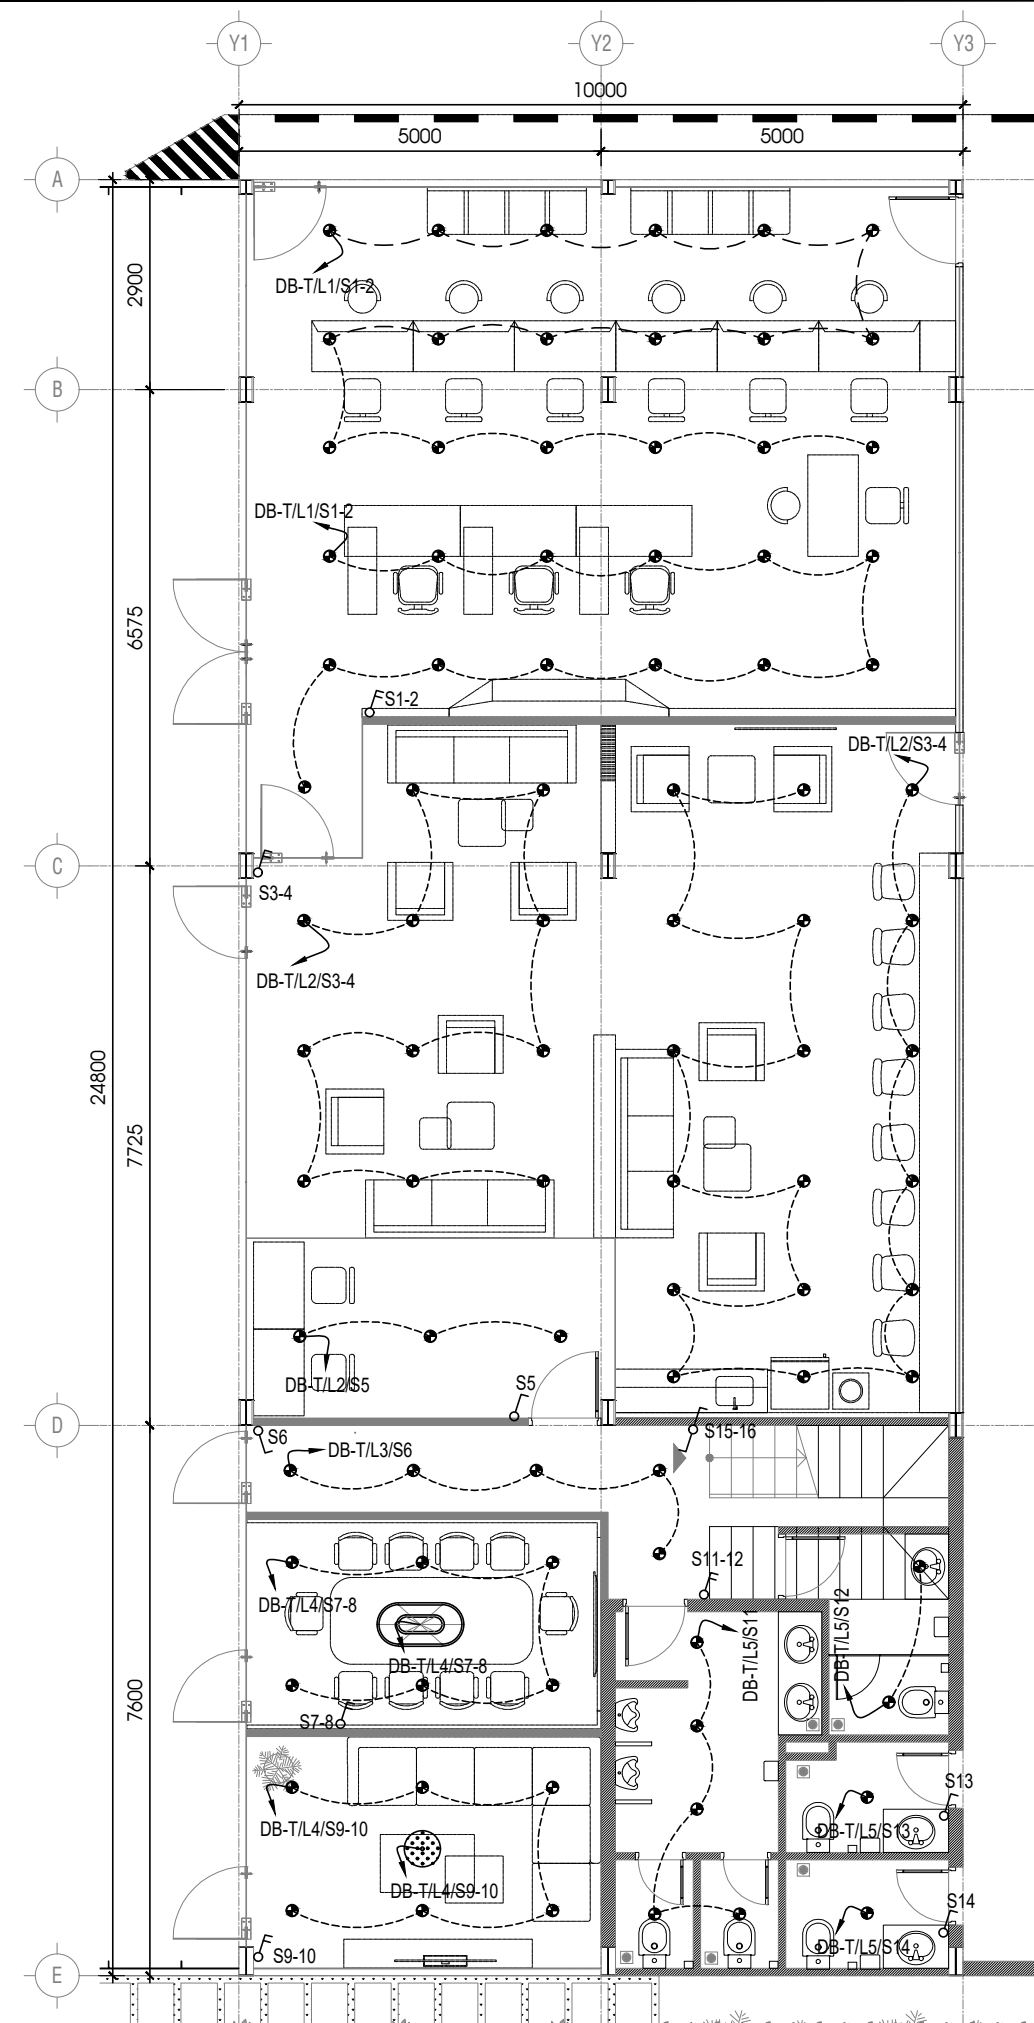 Y1
Y2
Y3
10000
5000
5000
A
2900
DB-T/L1/S1-2
B
DB-T/L1/S1-2
6575
S1-2
DB-T/L2/S3-4
C
S3-4
DB-T/L2/S3-4
24800
7725
DB-T/L2/S5
S5
D
S6
DB-T/L3/S6
S15-16
S11-12
DB-T/L4/S7-8
DB-T/L5/S11
DB-T/L5/S12
DB-T/L4/S7-8
7600
S7-8
S13
DB-T/L4/S9-10
DB-T/L5/S13
DB-T/L4/S9-10
S14
DB-T/L5/S14
S9-10
E